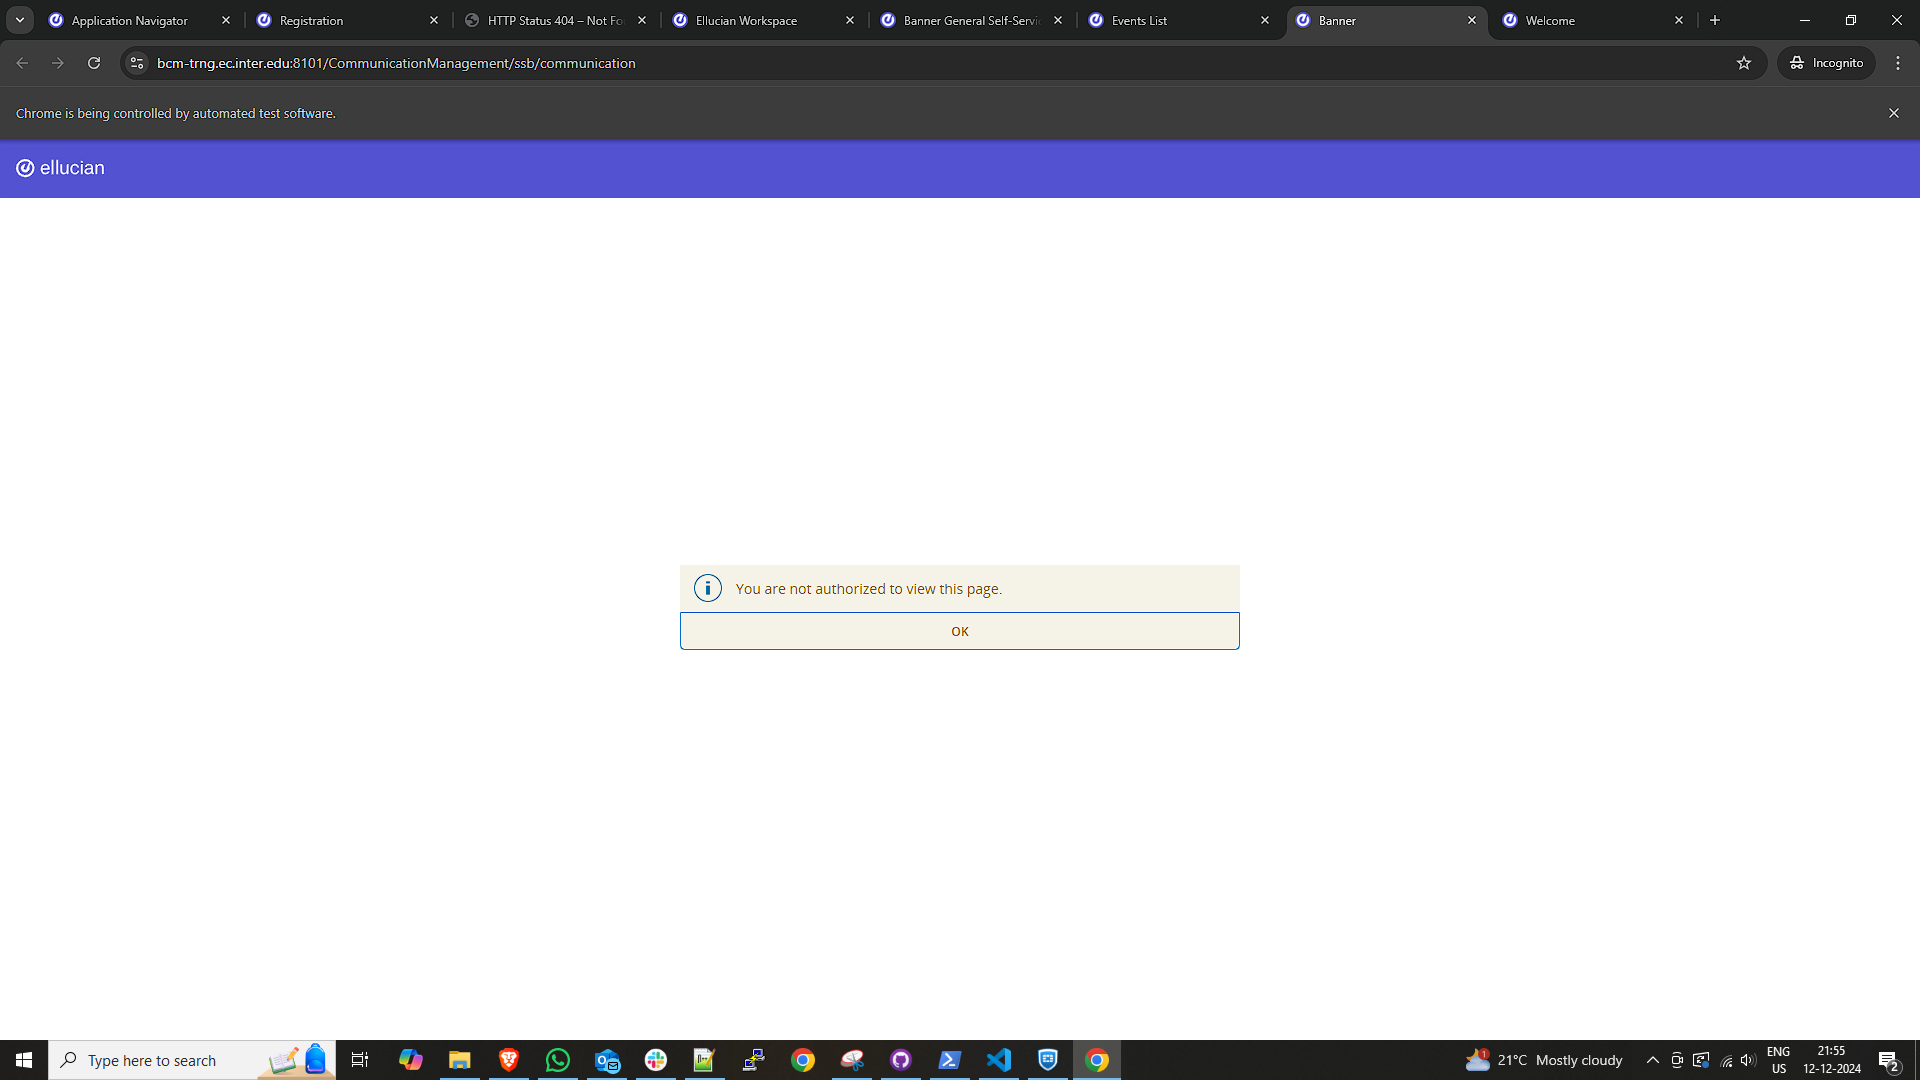 Application Navigator
Registration
HTTP Status 404 – Not Fo
Ellucian Workspace
Banner General Self-Servic
Events List
Banner
Welcome
bcm-trng.ec.inter.edu:8101/CommunicationManagement/ssb/communication
Incognito
Chrome is being controlled by automated test software.
ellucian
You are not authorized to view this page.
OK
Type here to search
1
21°C Mostly cloudy
ENG
US
21:55
12-12-2024
2